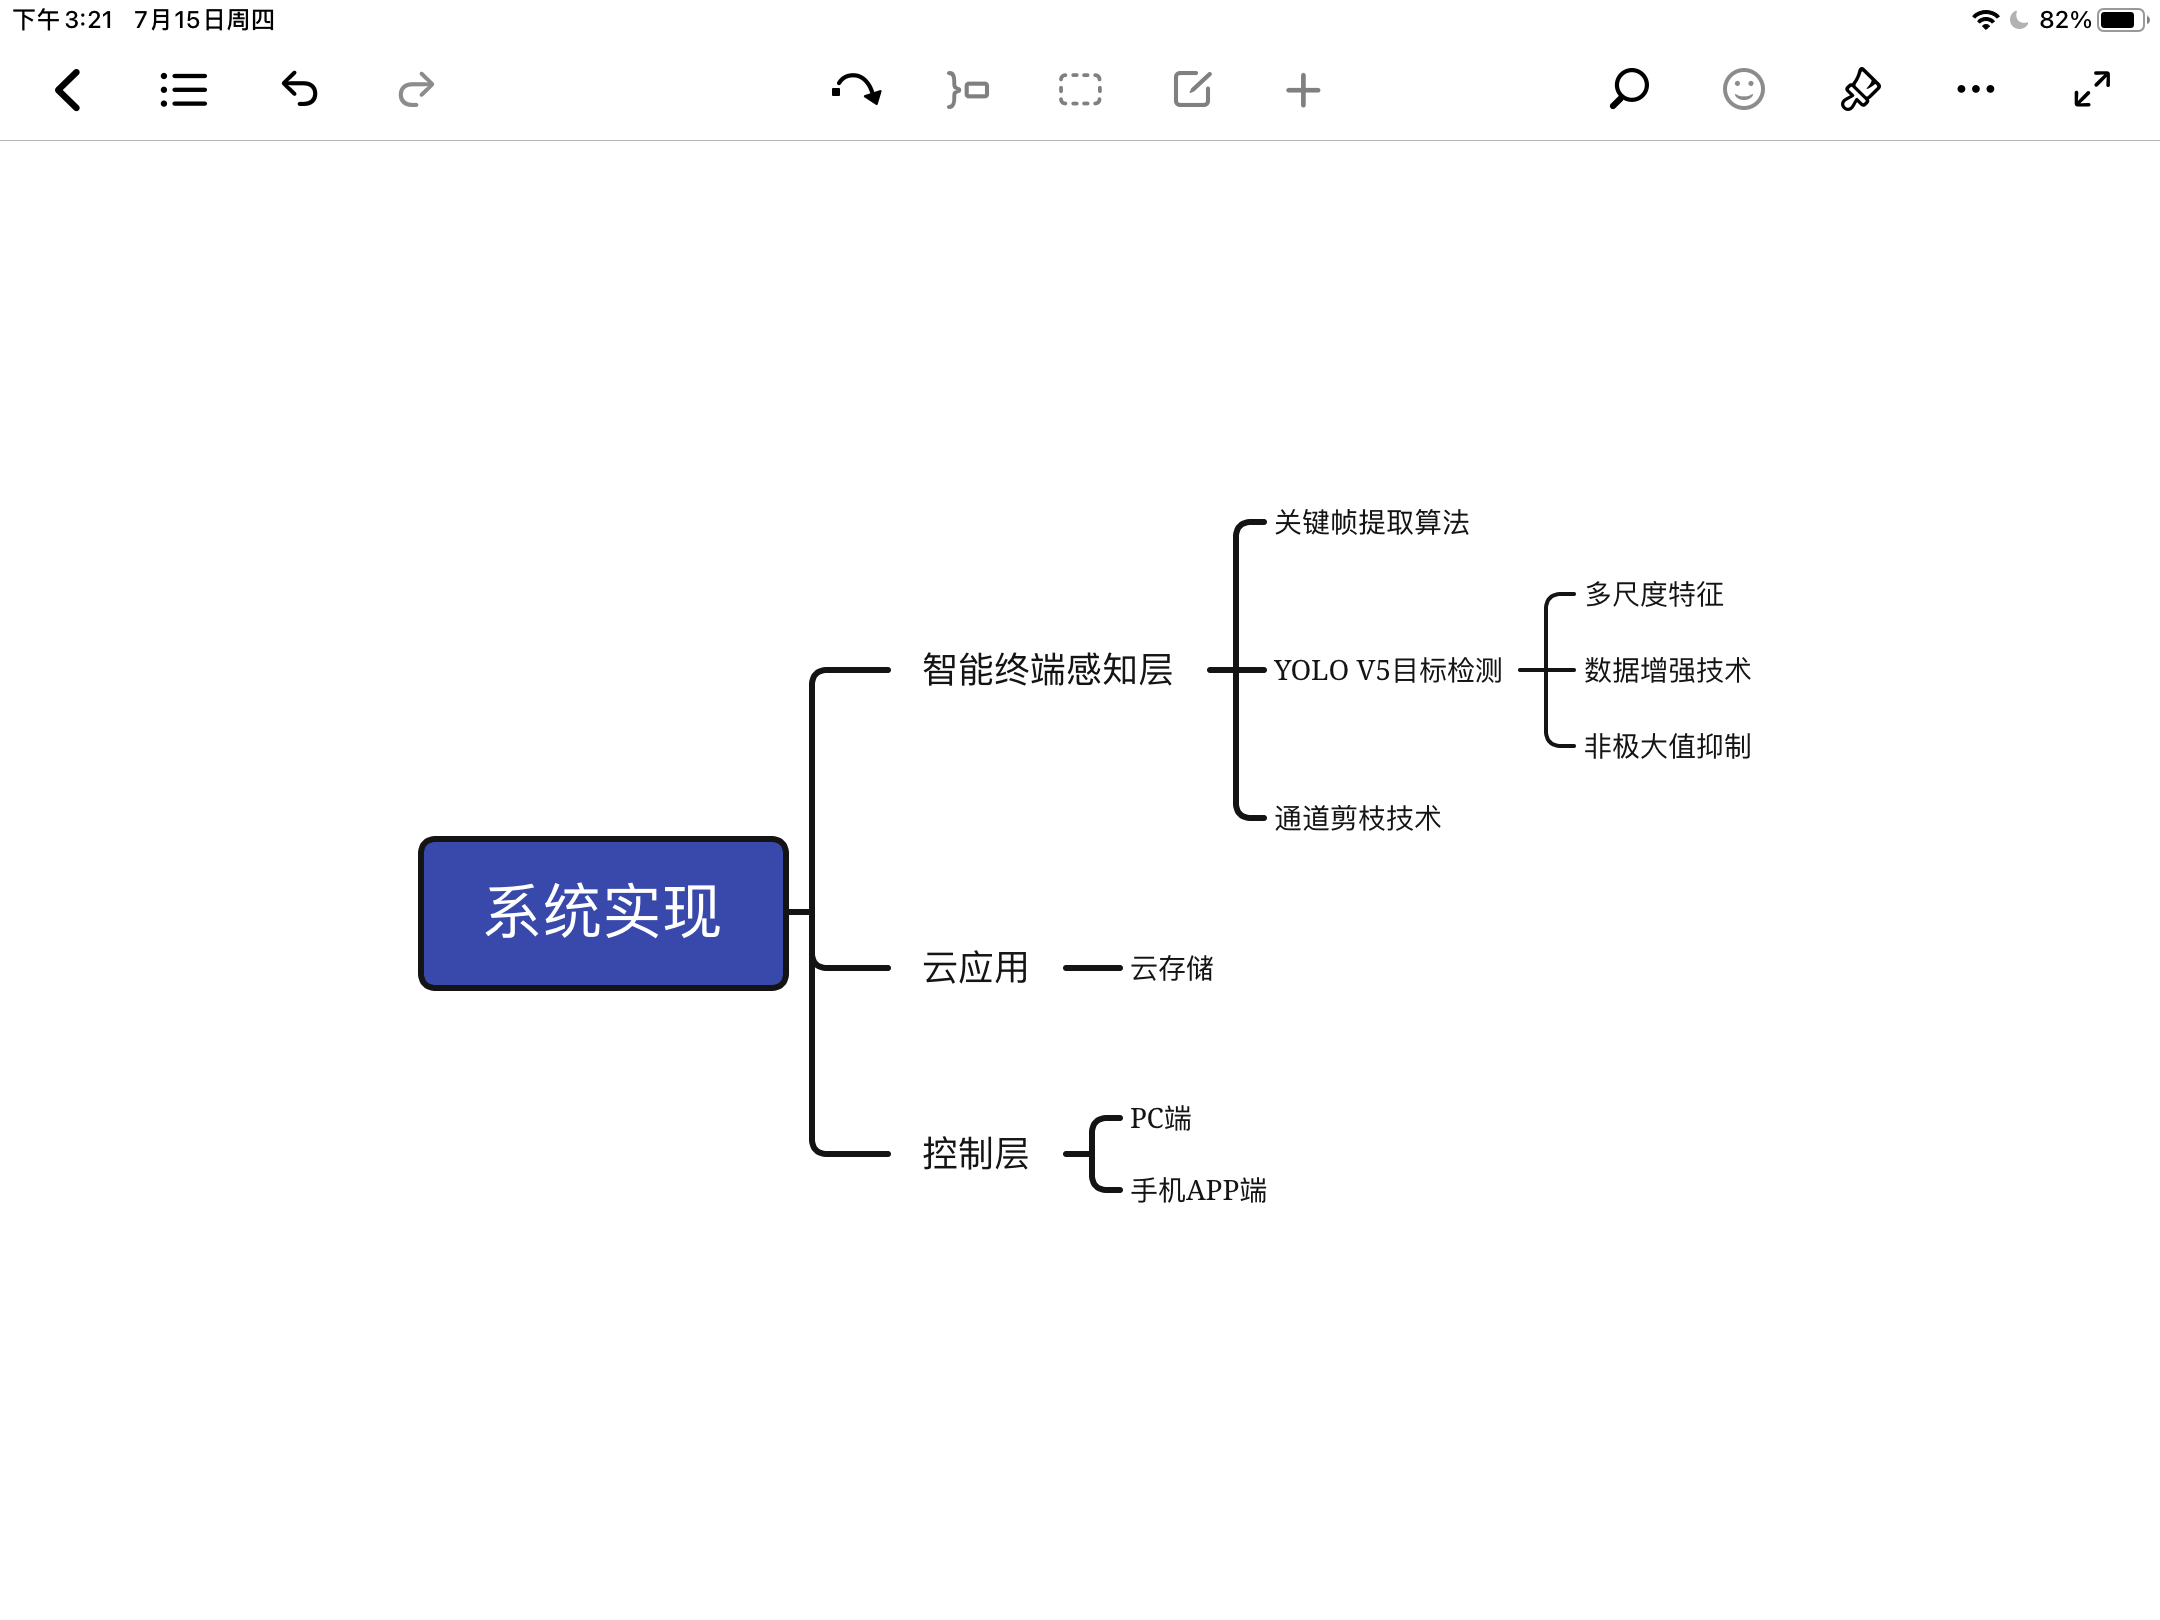 下午3:21 7月15日周四
82%
关键帧提取算法
多尺度特征
智能终端感知层
YOLO V5目标检测
数据增强技术
非极大值抑制
通道剪枝技术
系统实现
云应用
云存储
PC端
控制层
手机APP端